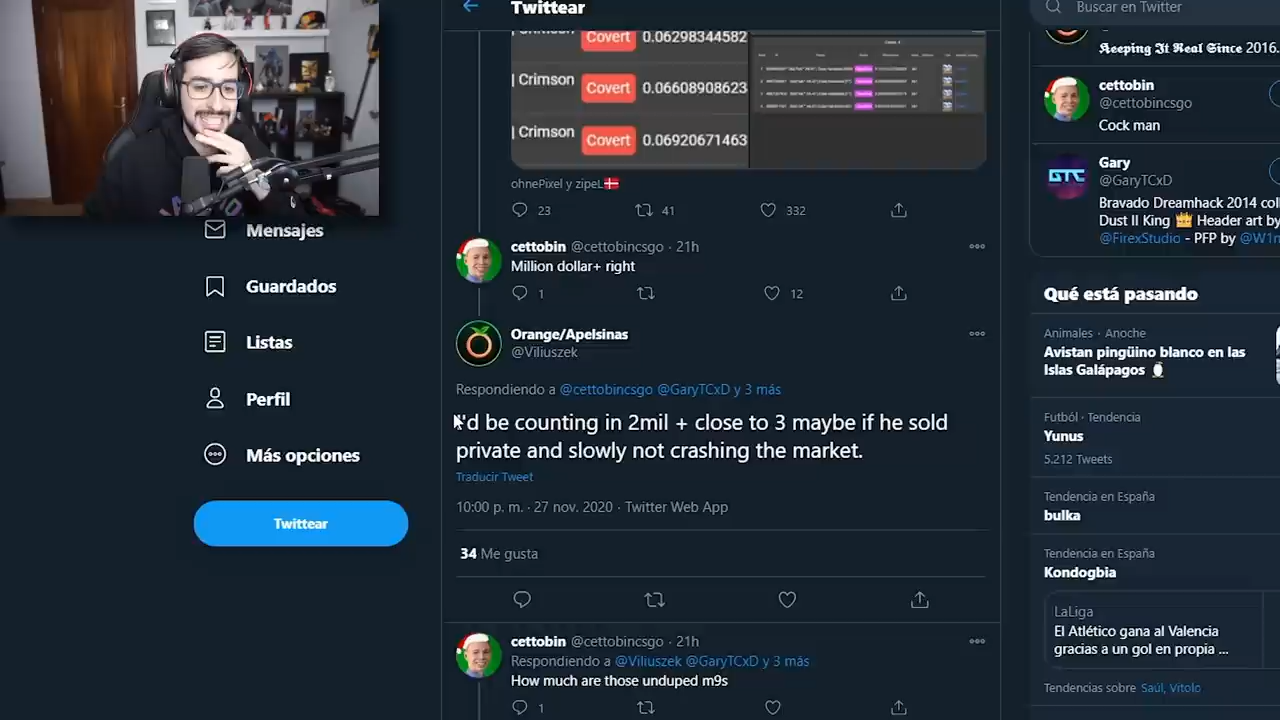 Twittear
Crimson Covert 0.06298344582
| Crimson Covert 0.06608908623
| Crimson Covert 0.06920671463
ohnePixel y zipeL🇩🇰
23 41 332
cettobin @cettobincsgo · 21h
Million dollar+ right
1 12
Orange/Apelsinas
@Viliuszek
Respondiendo a @cettobincsgo @GaryTCxD y 3 más
I'd be counting in 2mil + close to 3 maybe if he sold
private and slowly not crashing the market.
Traducir Tweet
10:00 p. m. · 27 nov. 2020 · Twitter Web App
34 Me gusta
cettobin @cettobincsgo · 21h
Respondiendo a @Viliuszek @GaryTCxD y 3 más
How much are those unduped m9s
1
Mensajes
Guardados
Listas
Perfil
Más opciones
Twittear
Buscar en Twitter
Keeping It Real Since 2016.
cettobin
@cettobincsgo
Cock man
GTC
Gary
@GaryTCxD
Bravado Dreamhack 2014
Dust II King 👑 Header art by
@FirexStudio - PFP by
Qué está pasando
Animales · Anoche
Avistan pingüino blanco en las
Islas Galápagos 🐧
Futból · Tendencia
Yunus
5.212 Tweets
Tendencia en España
bulka
Tendencia en España
Kondogbia
LaLiga
El Atlético gana al Valencia
gracias a un gol en propia ...
Tendencias sobre Saúl, Vitolo